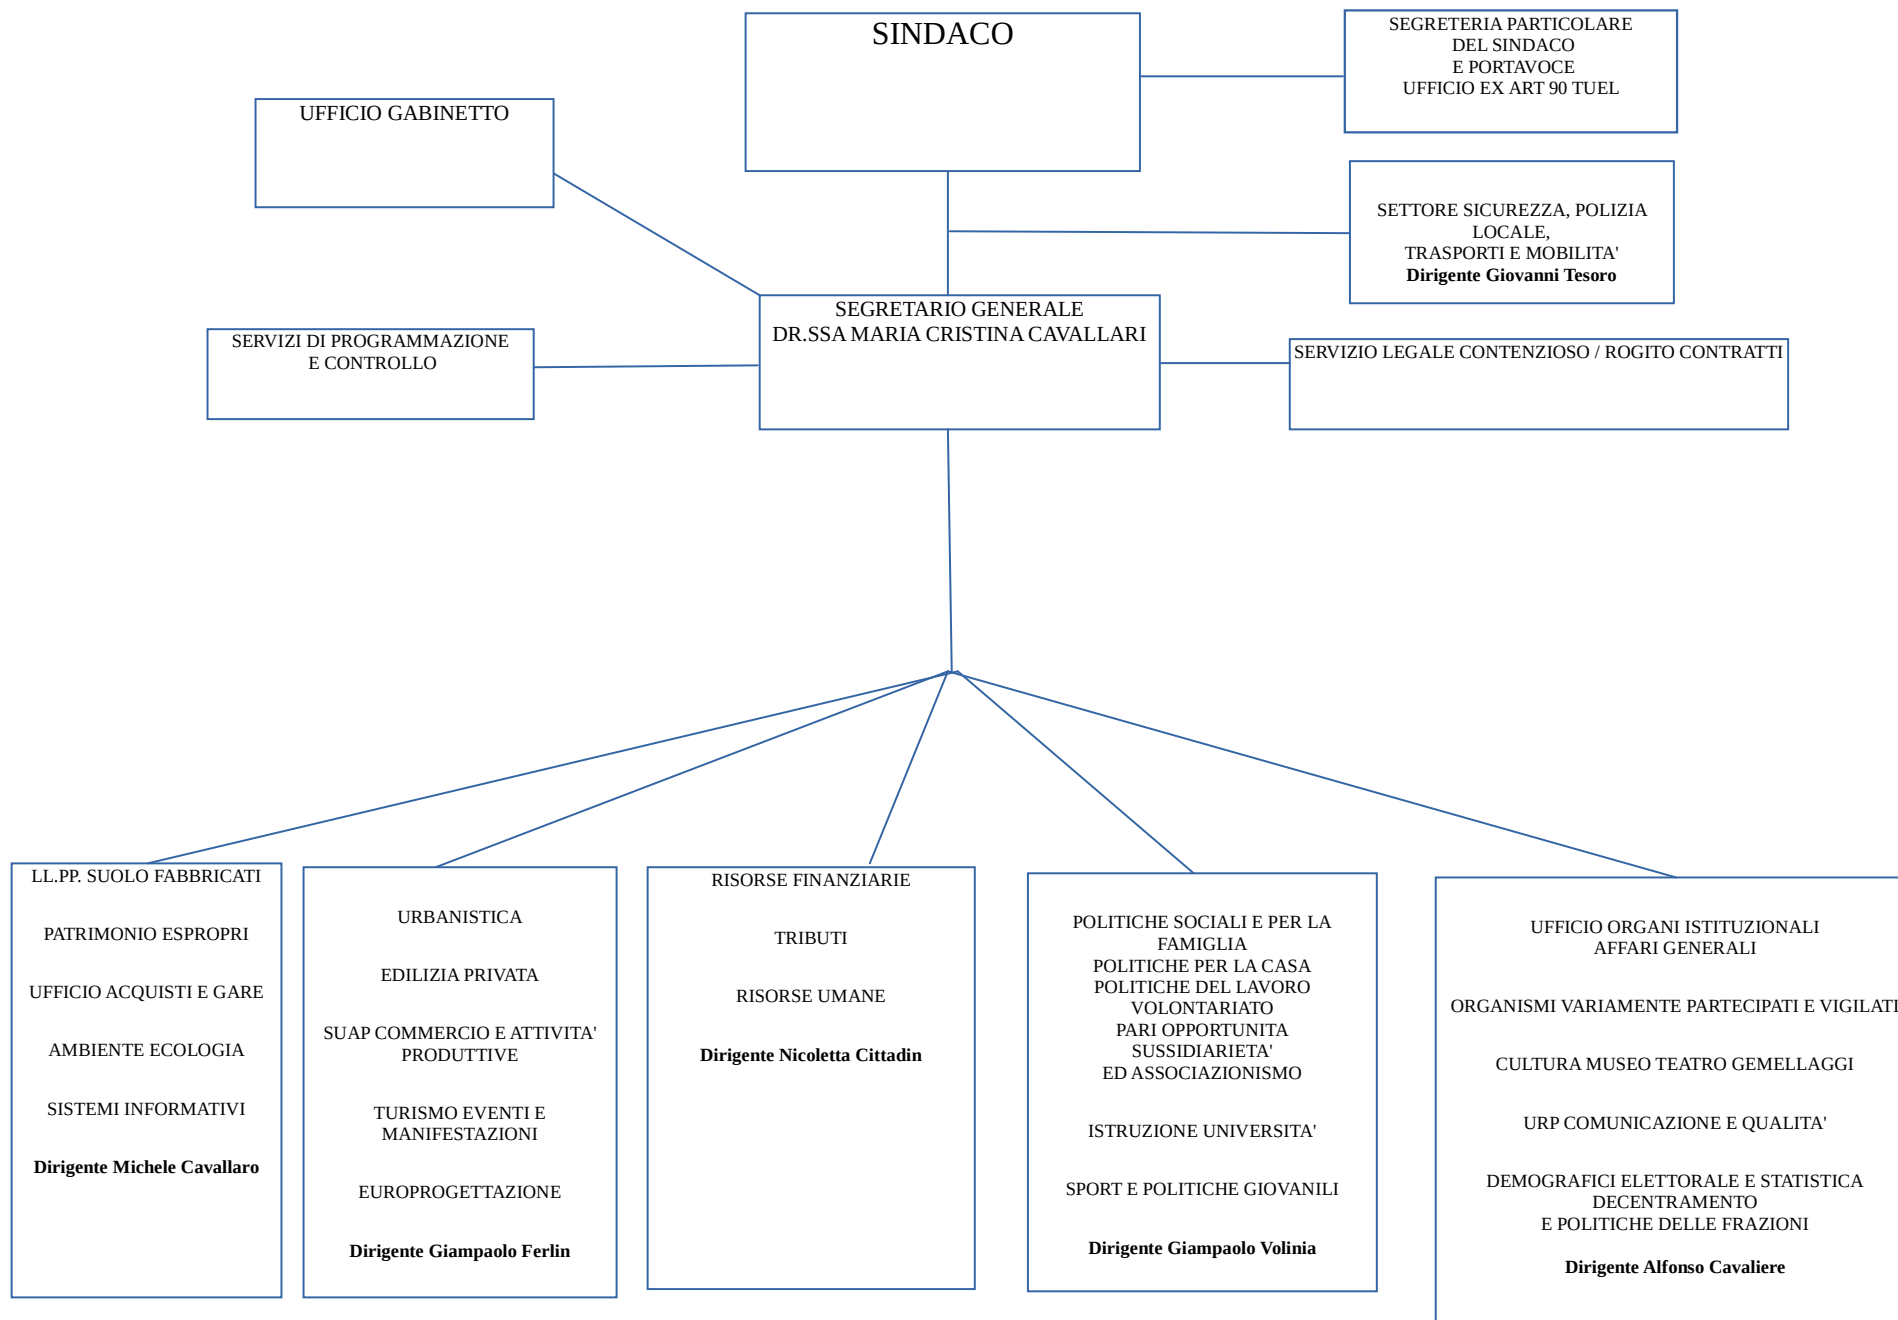 SINDACO
SEGRETERIA PARTICOLARE
DEL SINDACO
E PORTAVOCE
UFFICIO EX ART 90 TUEL
UFFICIO GABINETTO
SETTORE SICUREZZA, POLIZIA
LOCALE,
TRASPORTI E MOBILITA'
Dirigente Giovanni Tesoro
SEGRETARIO GENERALE
DR.SSA MARIA CRISTINA CAVALLARI
SERVIZI DI PROGRAMMAZIONE
E CONTROLLO
SERVIZIO LEGALE CONTENZIOSO / ROGITO CONTRATTI
LL.PP. SUOLO FABBRICATI
PATRIMONIO ESPROPRI
UFFICIO ACQUISTI E GARE
AMBIENTE ECOLOGIA
SISTEMI INFORMATIVI
Dirigente Michele Cavallaro
URBANISTICA
EDILIZIA PRIVATA
SUAP COMMERCIO E ATTIVITA'
PRODUTTIVE
TURISMO EVENTI E
MANIFESTAZIONI
EUROPROGETTAZIONE
Dirigente Giampaolo Ferlin
RISORSE FINANZIARIE
TRIBUTI
RISORSE UMANE
Dirigente Nicoletta Cittadin
POLITICHE SOCIALI E PER LA
FAMIGLIA
POLITICHE PER LA CASA
POLITICHE DEL LAVORO
VOLONTARIATO
PARI OPPORTUNITA
SUSSIDIARIETA'
ED ASSOCIAZIONISMO
ISTRUZIONE UNIVERSITA'
SPORT E POLITICHE GIOVANILI
Dirigente Giampaolo Volinia
UFFICIO ORGANI ISTITUZIONALI
AFFARI GENERALI
ORGANISMI VARIAMENTE PARTECIPATI E VIGILATI
CULTURA MUSEO TEATRO GEMELLAGGI
URP COMUNICAZIONE E QUALITA'
DEMOGRAFICI ELETTORALE E STATISTICA
DECENTRAMENTO
E POLITICHE DELLE FRAZIONI
Dirigente Alfonso Cavaliere